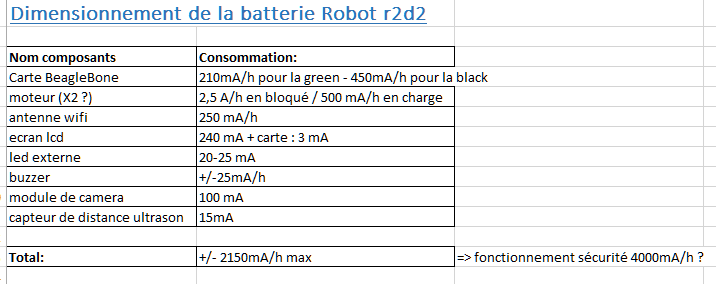 Dimensionnement de la batterie Robot r2d2
Nom composants Consommation:
Carte BeagleBone 210mA/h pour la green - 450mA/h pour la black
moteur (X2 ?) 2,5 A/h en bloqué / 500 mA/h en charge
antenne wifi 250 mA/h
ecran lcd 240 mA + carte : 3 mA
led externe 20-25 mA
buzzer +/-25mA/h
module de camera 100 mA
capteur de distance ultrason 15mA
Total: +/- 2150mA/h max => fonctionnement sécurité 4000mA/h ?